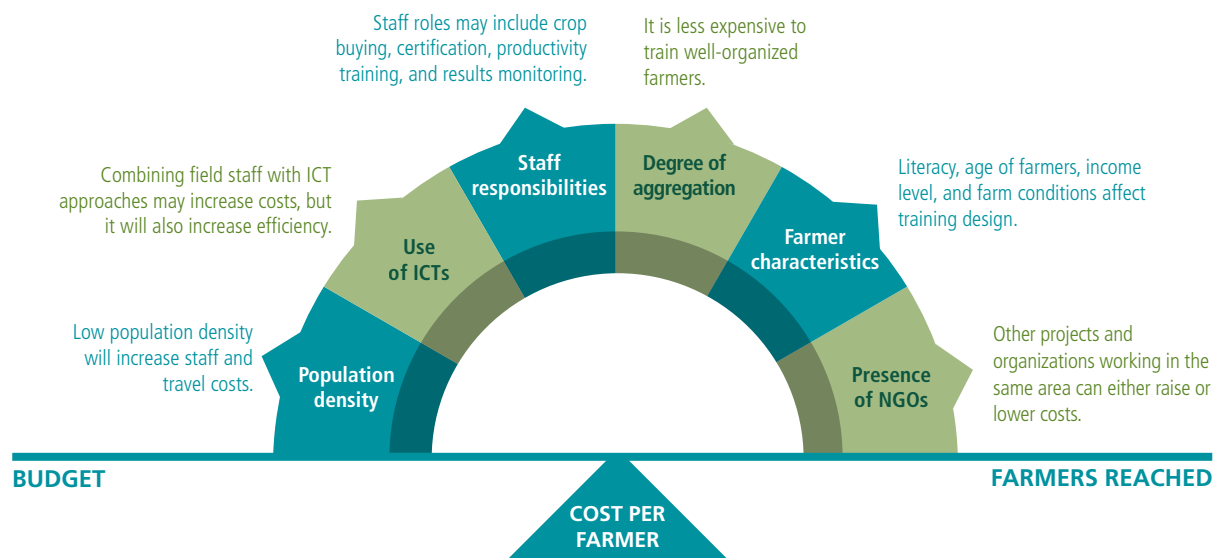 Staff roles may include crop
buying, certification, productivity
training, and results monitoring.
It is less expensive to
train well-organized
farmers.
Combining field staff with ICT
approaches may increase costs, but
it will also increase efficiency.
Staff
responsibilities
Degree of
aggregation
Literacy, age of farmers, income
level, and farm conditions affect
training design.
Use
of ICTs
Farmer
characteristics
Low population density
will increase staff and
travel costs.
Population
density
Presence
of NGOs
Other projects and
organizations working in the
same area can either raise or
lower costs.
BUDGET
FARMERS REACHED
COST PER
FARMER